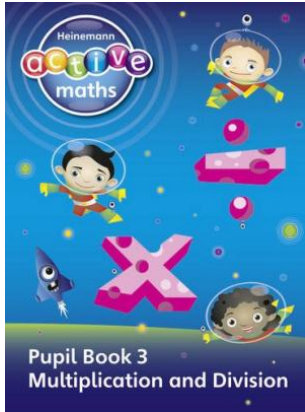 Heinemann
active
maths
Pupil Book 3
Multiplication and Division